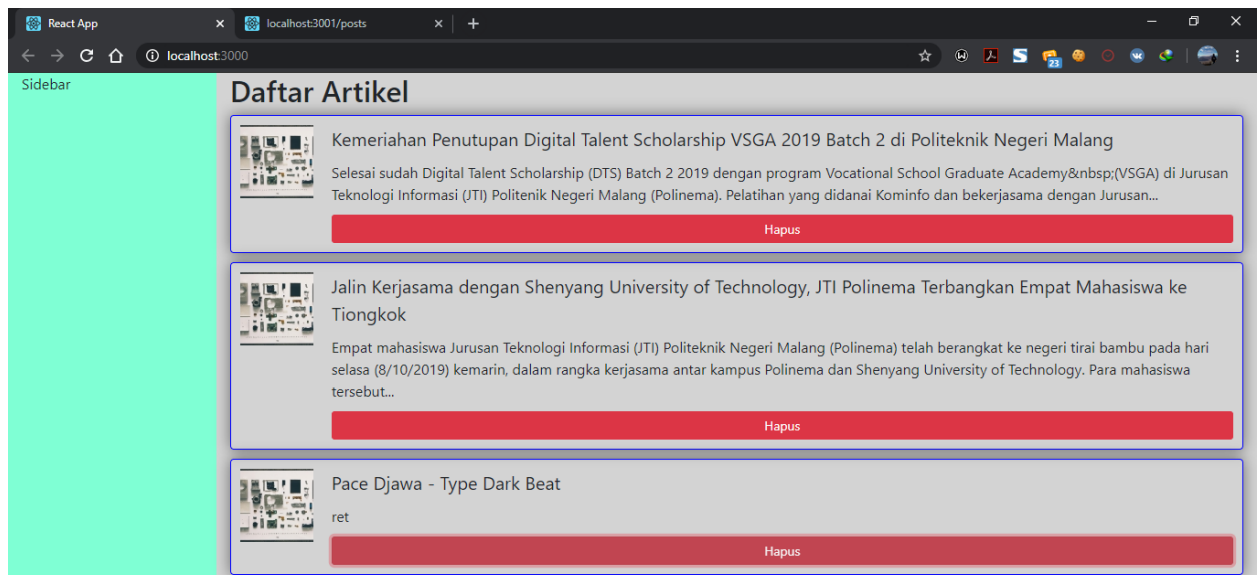 React App
localhost:3001/posts
localhost:3000
23
Sidebar
Daftar Artikel
Kemeriahan Penutupan Digital Talent Scholarship VSGA 2019 Batch 2 di Politeknik Negeri Malang
Selesai sudah Digital Talent Scholarship (DTS) Batch 2 2019 dengan program Vocational School Graduate Academy&nbsp;(VSGA) di Jurusan
Teknologi Informasi (JTI) Politenik Negeri Malang (Polinema). Pelatihan yang didanai Kominfo dan bekerjasama dengan Jurusan...
Hapus
Jalin Kerjasama dengan Shenyang University of Technology, JTI Polinema Terbangkan Empat Mahasiswa ke
Tiongkok
Empat mahasiswa Jurusan Teknologi Informasi (JTI) Politeknik Negeri Malang (Polinema) telah berangkat ke negeri tirai bambu pada hari
selasa (8/10/2019) kemarin, dalam rangka kerjasama antar kampus Polinema dan Shenyang University of Technology. Para mahasiswa
tersebut...
Hapus
Pace Djawa - Type Dark Beat
ret
Hapus